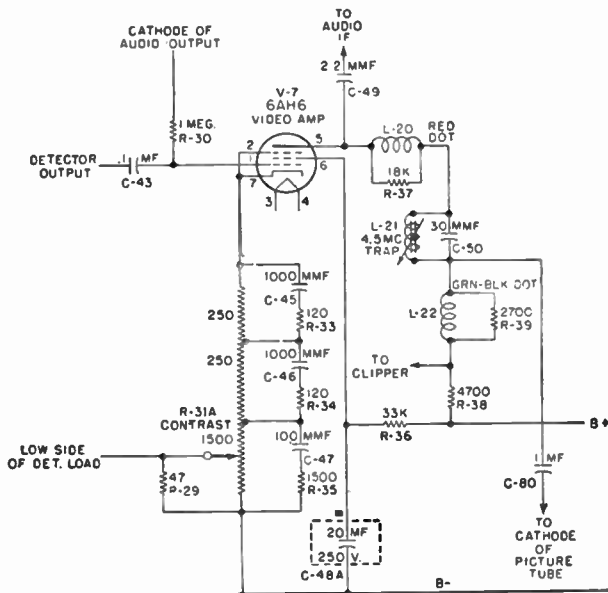 TO
AUDIO
IF
CATHODE OF
AUDIO OUTPUT
2.2 MMF
C-49
V-7
6AH6
VIDEO AMP
1 MEG.
R-30
L-20
RED
DOT
DETECTOR
OUTPUT
.1 MF
C-43
2
1
7
5
6
3
4
18K
R-37
L-21
4.5MC
TRAP
30 MMF
C-50
1000 MMF
C-45
GRN-BLK DOT
250
120
R-33
L-22
2700
R-39
250
1000 MMF
C-46
TO
CLIPPER
120
R-34
4700
R-38
R-31A
CONTRAST
1500
100 MMF
C-47
33K
R-36
B+
LOW SIDE
OF DET. LOAD
47
R-29
1500
R-35
.1 MF
C-80
20 MF
250 V.
C-48A
TO
CATHODE
OF
PICTURE
TUBE
B-